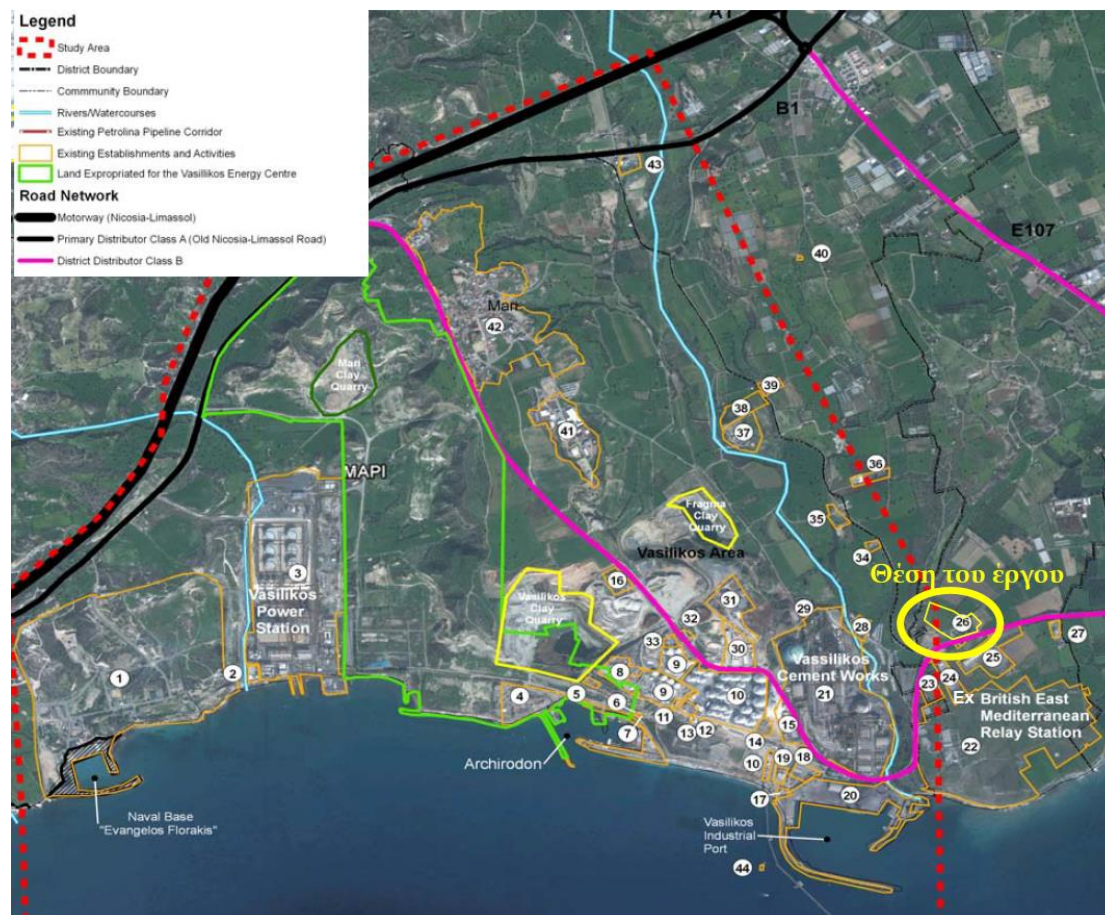 Legend
Study Area
District Boundary
Commmunity Boundary
Rivers/Watercourses
Existing Petrolina Pipeline Corridor
Existing Establishments and Activities
Land Expropriated for the Vasillikos Energy Centre
Road Network
Motorway (Nicosia-Limassol)
Primary Distributor Class A (Old Nicosia-Limassol Road)
District Distributor Class B
A1
B1
43
E107
40
Mari
42
Mari
Clay
Quarry
39
38
37
41
MAPI
36
Fragma
Clay
Quarry
35
Vasilikos Area
34
Θέση του έργου
3
Vasilikos
Power
Station
16
Vasilikos
Clay
Quarry
31
29
32
28
26
27
33
30
9
25
Vassilikos
Cement Works
1
2
8
24
23
4
5
6
9
10
21
Ex British East
Mediterranean
Relay Station
11
15
7
13
12
14
22
Archirodon
10
19
18
17
20
Naval Base
"Evangelos Florakis"
Vasilikos
Industrial
Port
44